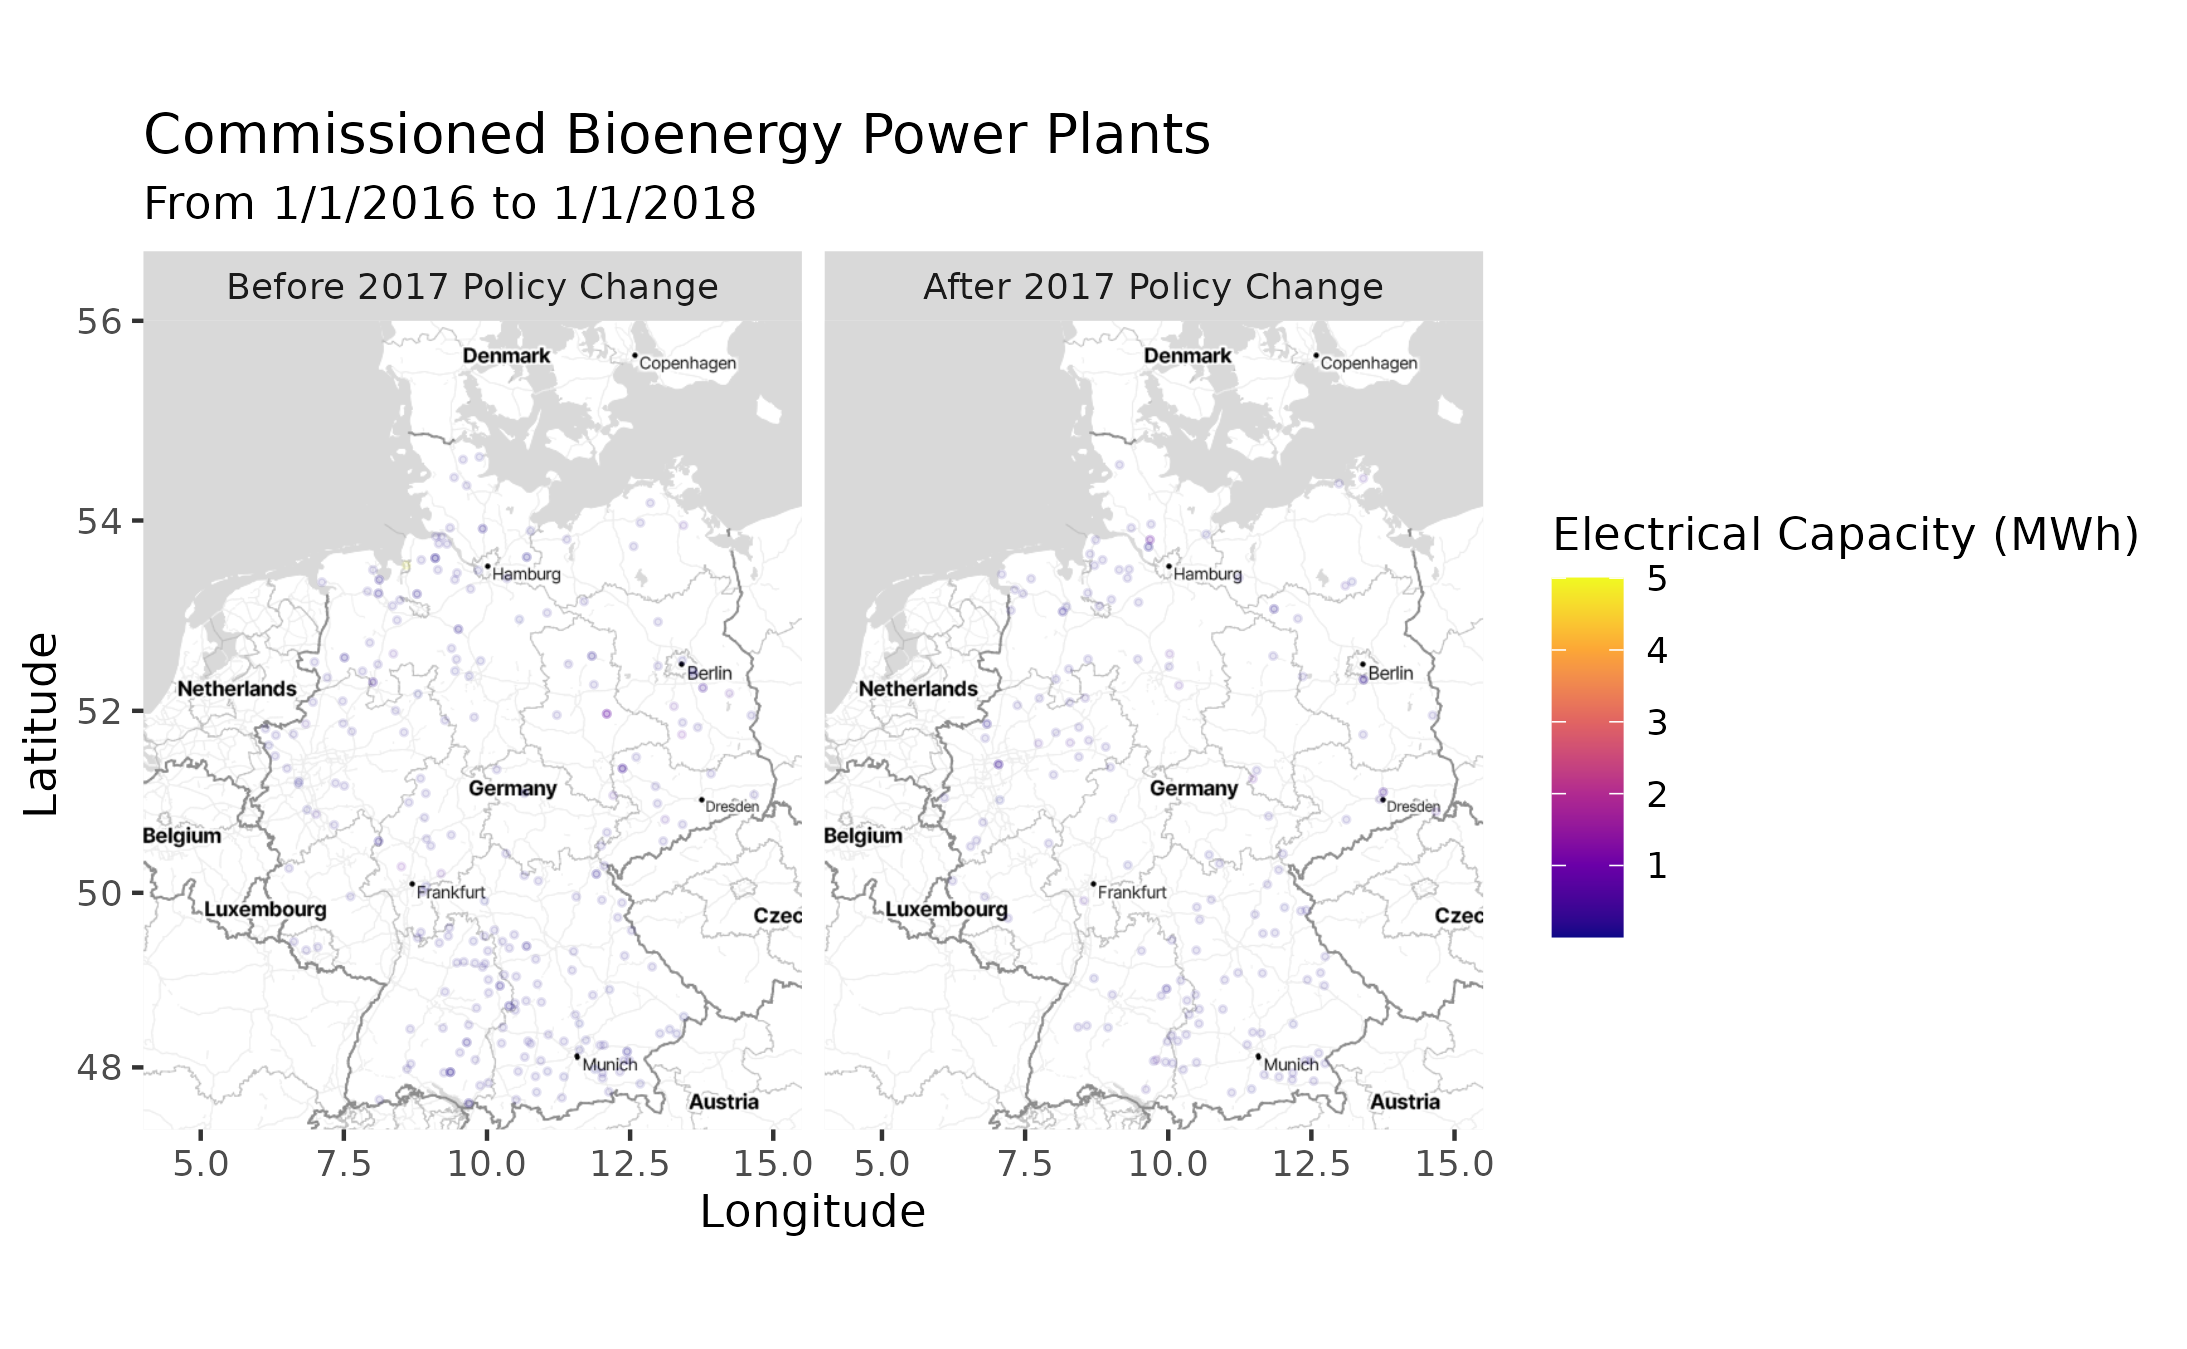 Commissioned Bioenergy Power Plants
From 1/1/2016 to 1/1/2018
Before 2017 Policy Change
After 2017 Policy Change
56
54
52
50
48
Latitude
Denmark
Copenhagen
Hamburg
Berlin
Netherlands
Germany
Dresden
Belgium
Frankfurt
Luxembourg
Czec
Munich
Austria
Denmark
Copenhagen
Hamburg
Berlin
Netherlands
Germany
Dresden
Belgium
Frankfurt
Luxembourg
Czec
Munich
Austria
5.0 7.5 10.0 12.5 15.0
5.0 7.5 10.0 12.5 15.0
Longitude
Electrical Capacity (MWh)
5
4
3
2
1